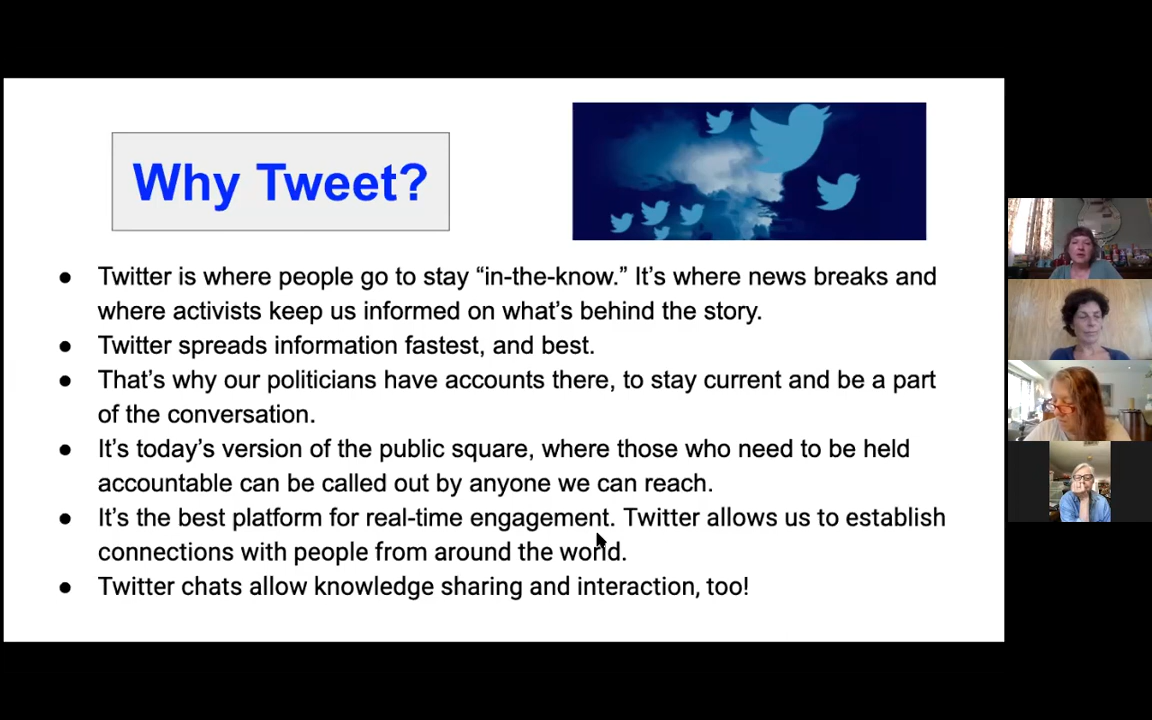 Why Tweet?
● Twitter is where people go to stay “in-the-know.” It’s where news breaks and
where activists keep us informed on what’s behind the story.
● Twitter spreads information fastest, and best.
● That’s why our politicians have accounts there, to stay current and be a part
of the conversation.
● It’s today’s version of the public square, where those who need to be held
accountable can be called out by anyone we can reach.
● It’s the best platform for real-time engagement. Twitter allows us to establish
connections with people from around the world.
● Twitter chats allow knowledge sharing and interaction, too!